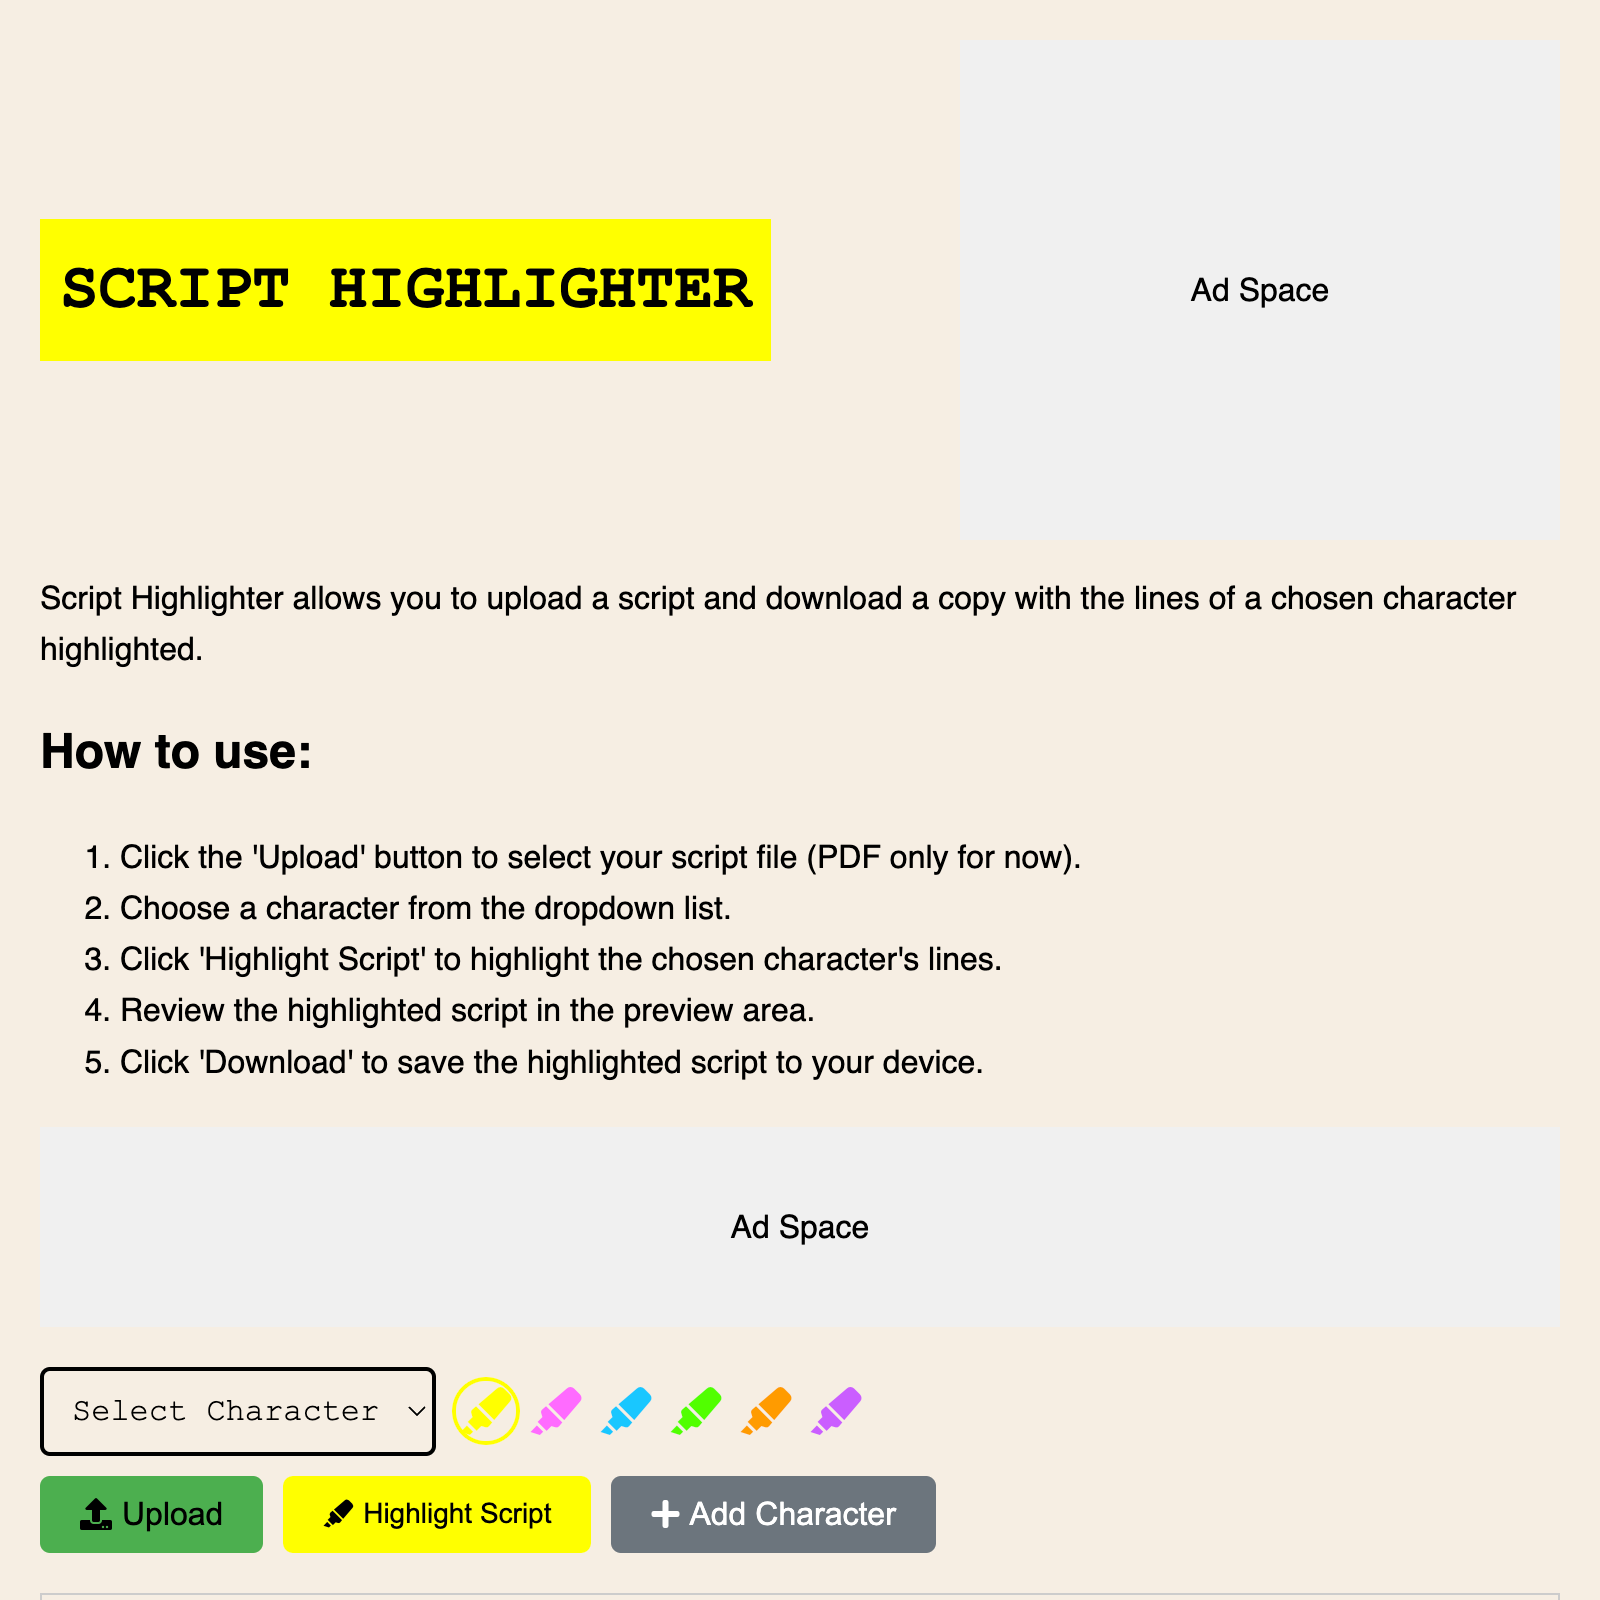 SCRIPT HIGHLIGHTER
Ad Space
Script Highlighter allows you to upload a script and download a copy with the lines of a chosen character
highlighted.
How to use:
1. Click the 'Upload' button to select your script file (PDF only for now).
2. Choose a character from the dropdown list.
3. Click 'Highlight Script' to highlight the chosen character's lines.
4. Review the highlighted script in the preview area.
5. Click 'Download' to save the highlighted script to your device.
Ad Space
Select Character
Upload
Highlight Script
Add Character